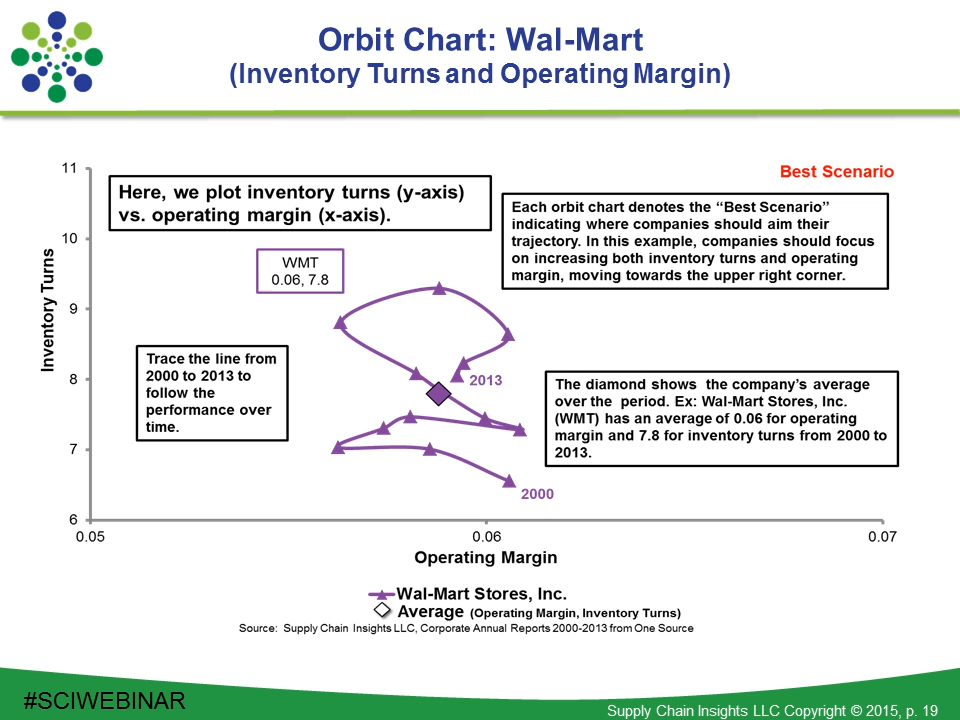 Orbit Chart: Wal-Mart
(Inventory Turns and Operating Margin)
11
10
9
8
7
6
Inventory Turns
Here, we plot inventory turns (y-axis)
vs. operating margin (x-axis).
Best Scenario
Each orbit chart denotes the “Best Scenario”
indicating where companies should aim their
trajectory. In this example, companies should focus
on increasing both inventory turns and operating
margin, moving towards the upper right corner.
WMT
0.06, 7.8
Trace the line from
2000 to 2013 to
follow the
performance over
time.
2013
The diamond shows the company’s average
over the period. Ex: Wal-Mart Stores, Inc.
(WMT) has an average of 0.06 for operating
margin and 7.8 for inventory turns from 2000 to
2013.
2000
0.05
0.06
0.07
Operating Margin
Wal-Mart Stores, Inc.
Average (Operating Margin, Inventory Turns)
Source: Supply Chain Insights LLC, Corporate Annual Reports 2000-2013 from One Source
#SCIWEBINAR
Supply Chain Insights LLC Copyright © 2015, p. 19